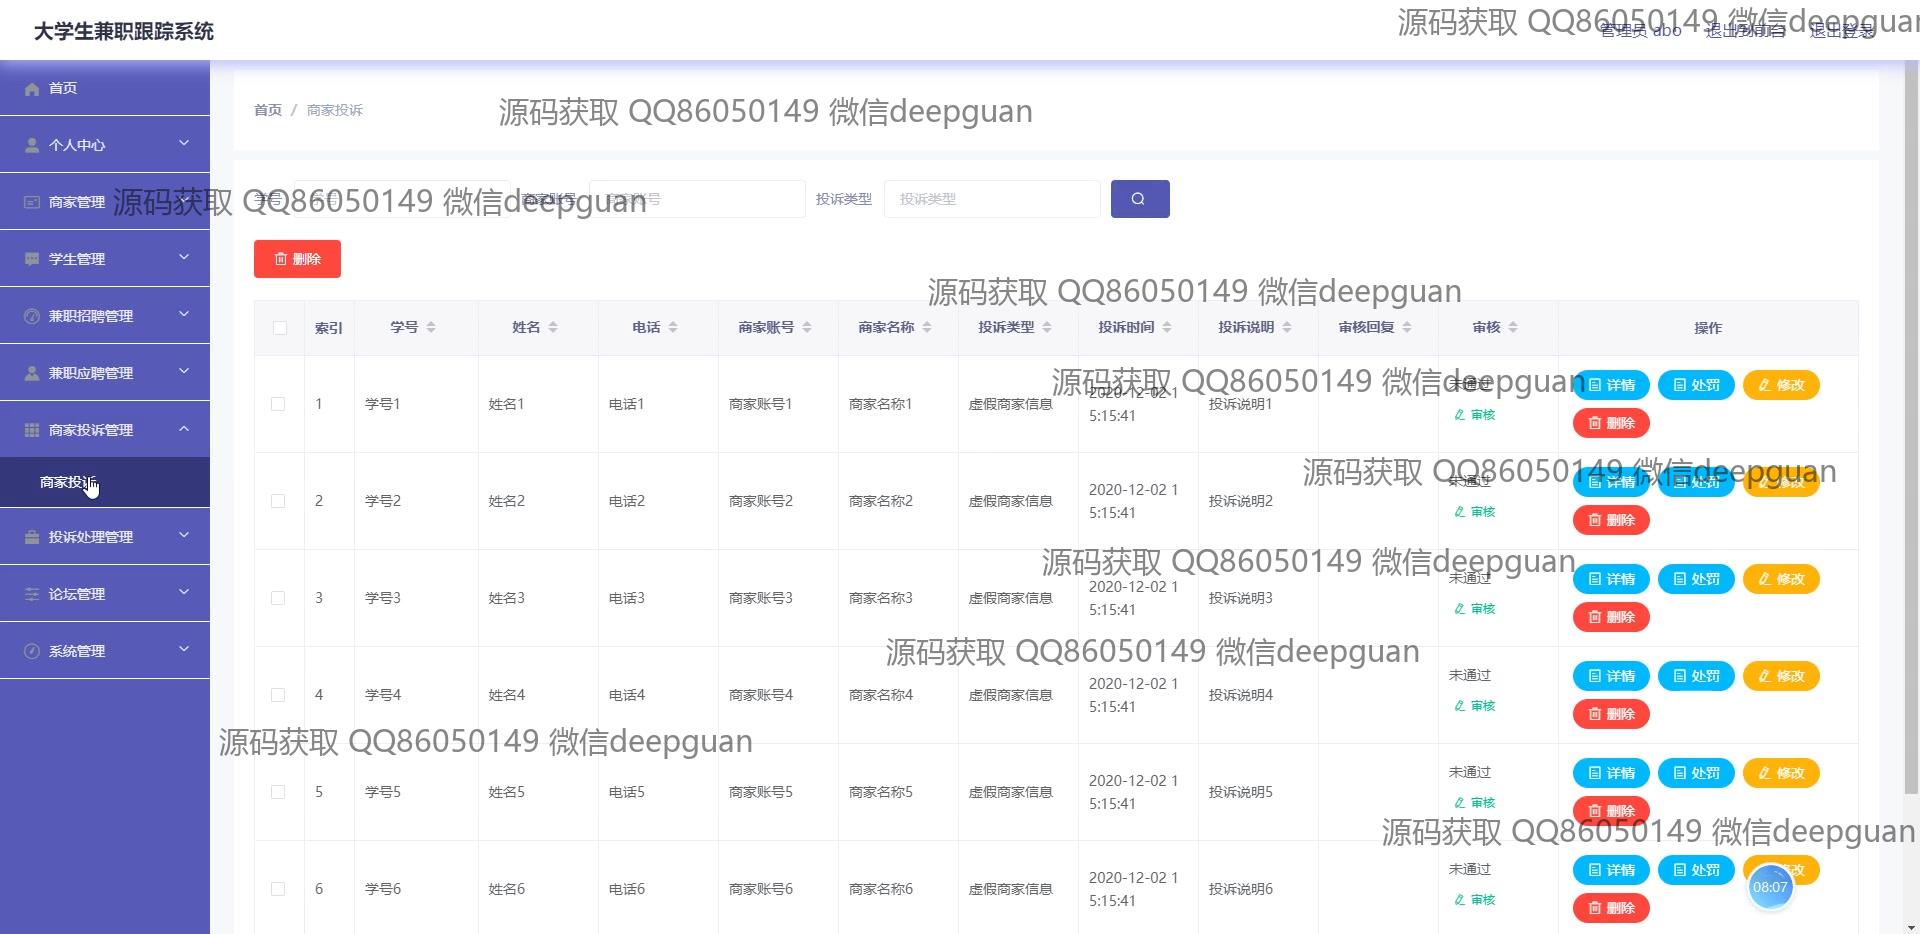 大学生兼职跟踪系统
管理员 abo 退出到前台 退出登录
源码获取 QQ86050149 微信deepguan
首页
个人中心
商家管理
学生管理
兼职招聘管理
兼职应聘管理
商家投诉管理
商家投诉
投诉处理管理
论坛管理
系统管理
首页 / 商家投诉
源码获取 QQ86050149 微信deepguan
学号 学号 商家账号 商家账号 投诉类型 投诉类型
源码获取 QQ86050149 微信deepguan
删除
源码获取 QQ86050149 微信deepguan
索引 学号 姓名 电话 商家账号 商家名称 投诉类型 投诉时间 投诉说明 审核回复 审核 操作
源码获取 QQ86050149 微信deepguan
1 学号1 姓名1 电话1 商家账号1 商家名称1 虚假商家信息 2020-12-02 1 投诉说明1 未通过 详情 处罚 修改
5:15:41 审核 删除
源码获取 QQ86050149 微信deepguan
2 学号2 姓名2 电话2 商家账号2 商家名称2 虚假商家信息 2020-12-02 1 投诉说明2 未通过 详情 处罚 修改
5:15:41 审核 删除
源码获取 QQ86050149 微信deepguan
3 学号3 姓名3 电话3 商家账号3 商家名称3 虚假商家信息 2020-12-02 1 投诉说明3 未通过 详情 处罚 修改
5:15:41 审核 删除
源码获取 QQ86050149 微信deepguan
4 学号4 姓名4 电话4 商家账号4 商家名称4 虚假商家信息 2020-12-02 1 投诉说明4 未通过 详情 处罚 修改
5:15:41 审核 删除
源码获取 QQ86050149 微信deepguan
5 学号5 姓名5 电话5 商家账号5 商家名称5 虚假商家信息 2020-12-02 1 投诉说明5 未通过 详情 处罚 修改
5:15:41 审核 删除
源码获取 QQ86050149 微信deepguan
6 学号6 姓名6 电话6 商家账号6 商家名称6 虚假商家信息 2020-12-02 1 投诉说明6 未通过 详情 处罚 修改
5:15:41 审核 删除
08:07